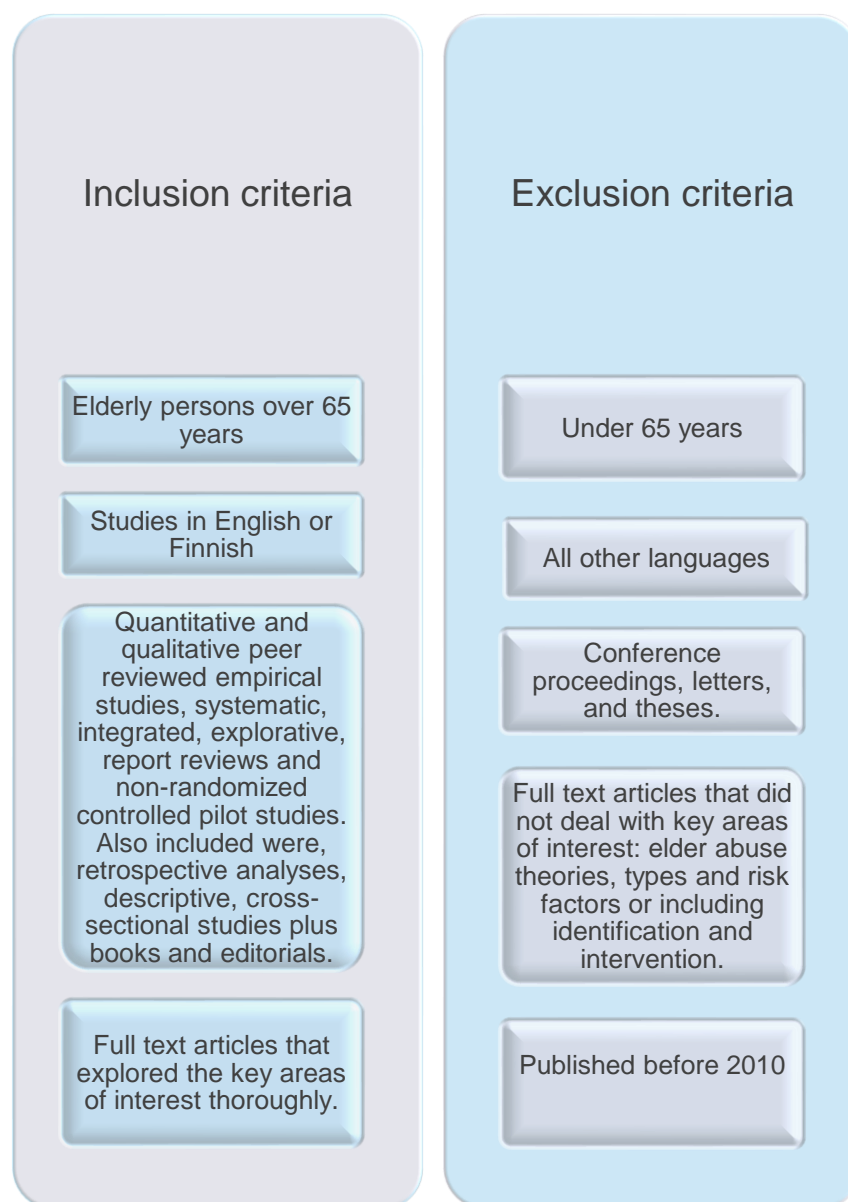 Inclusion criteria
Elderly persons over 65
years
Studies in English or
Finnish
Quantitative and
qualitative peer
reviewed empirical
studies, systematic,
integrated, explorative,
report reviews and
non-randomized
controlled pilot studies.
Also included were,
retrospective analyses,
descriptive, cross-
sectional studies plus
books and editorials.
Full text articles that
explored the key areas
of interest thoroughly.
Exclusion criteria
Under 65 years
All other languages
Conference
proceedings, letters,
and theses.
Full text articles that did
not deal with key areas
of interest: elder abuse
theories, types and risk
factors or including
identification and
intervention.
Published before 2010